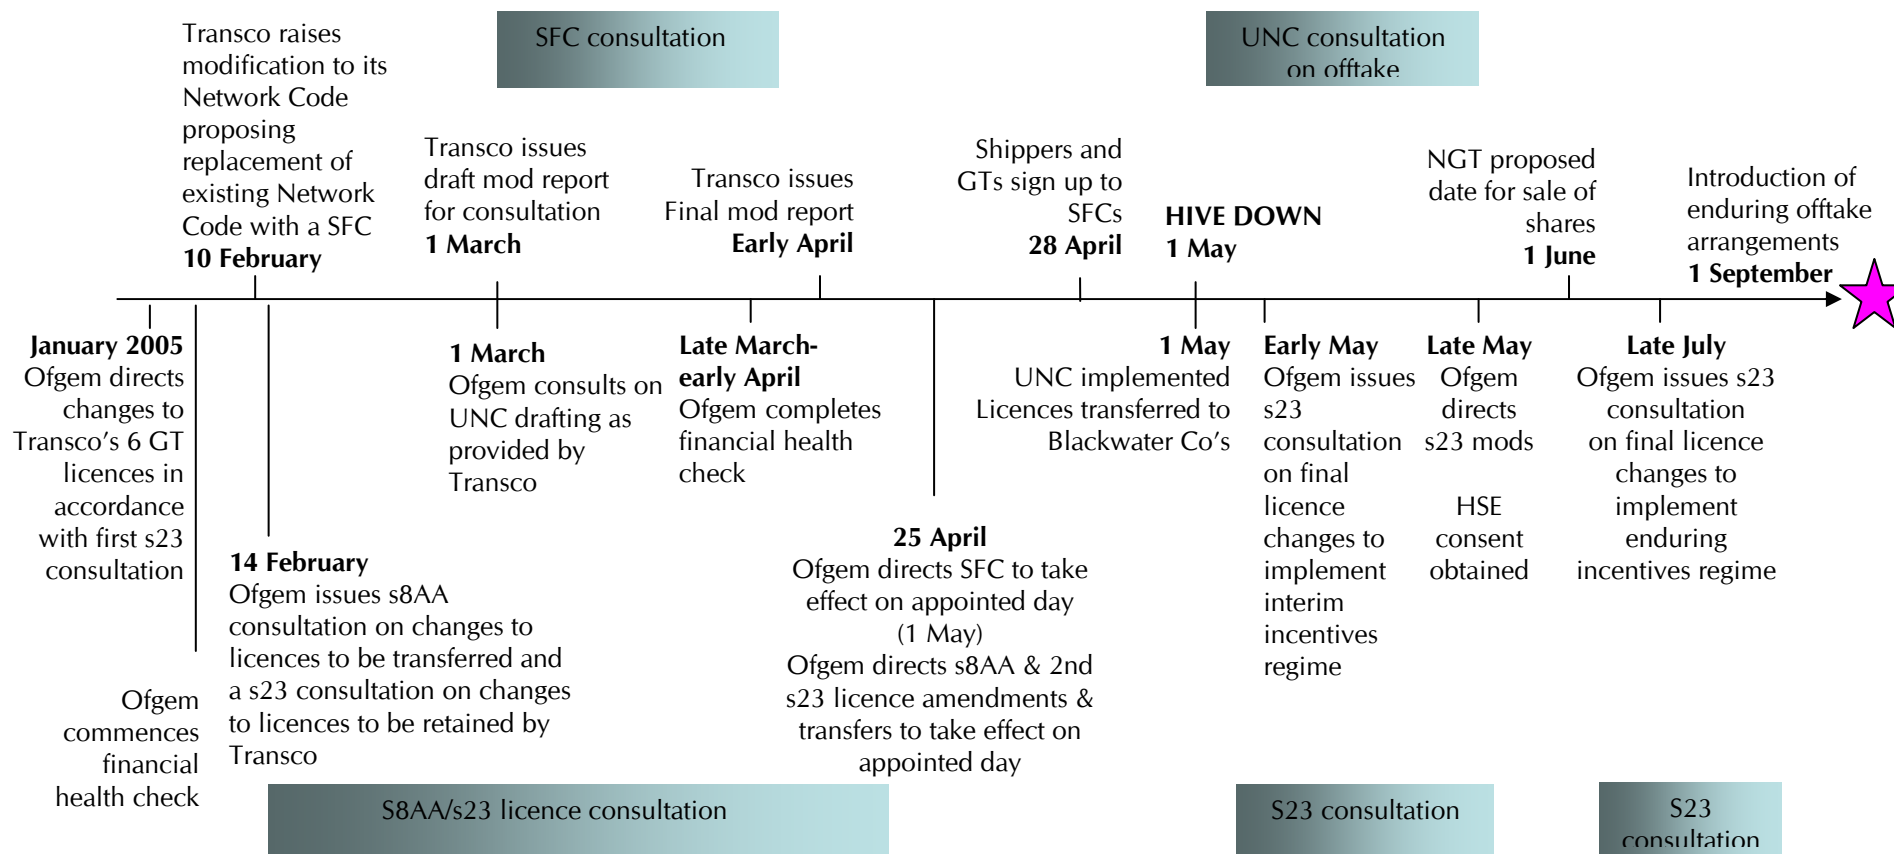 SFC consultation
UNC consultation
on offtake
Transco raises
modification to its
Network Code
proposing
replacement of
existing Network
Code with a SFC
10 February
Transco issues
draft mod report
for consultation
1 March
Transco issues
Final mod report
Early April
Shippers and
GTs sign up to
SFCs
28 April
HIVE DOWN
1 May
NGT proposed
date for sale of
shares
1 June
Introduction of
enduring offtake
arrangements
1 September
January 2005
Ofgem directs
changes to
Transco’s 6 GT
licences in
accordance
with first s23
consultation
Ofgem
commences
financial
health check
14 February
Ofgem issues s8AA
consultation on changes to
licences to be transferred and
a s23 consultation on changes
to licences to be retained by
Transco
1 March
Ofgem consults on
UNC drafting as
provided by
Transco
Late March-
early April
Ofgem completes
financial health
check
25 April
Ofgem directs SFC to take
effect on appointed day
(1 May)
Ofgem directs s8AA & 2nd
s23 licence amendments &
transfers to take effect on
appointed day
1 May
UNC implemented
Licences transferred to
Blackwater Co’s
Early May
Ofgem issues
s23
consultation
on final
licence
changes to
implement
interim
incentives
regime
Late May
Ofgem
directs
s23 mods
HSE
consent
obtained
Late July
Ofgem issues s23
consultation
on final licence
changes to
implement
enduring
incentives regime
S8AA/s23 licence consultation
S23 consultation
S23
consultation